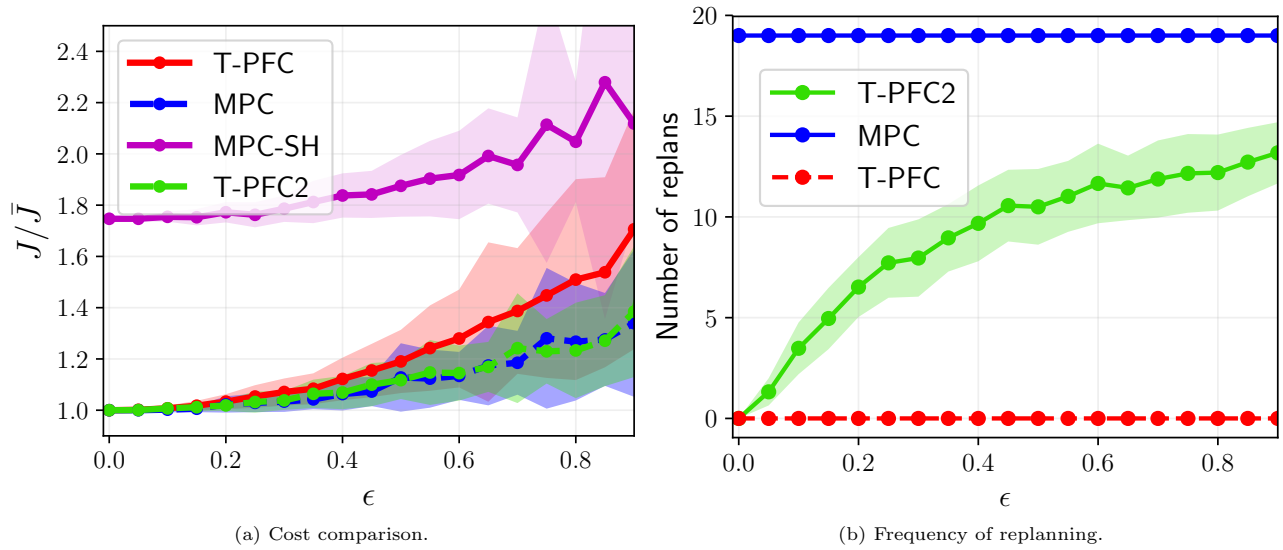 2.4
2.2
2.0
1.8
1.6
1.4
1.2
1.0
J/J̄
T-PFC
MPC
MPC-SH
T-PFC2
0.0 0.2 0.4 0.6 0.8
ϵ
(a) Cost comparison.
20
15
10
5
0
Number of replans
T-PFC2
MPC
T-PFC
0.0 0.2 0.4 0.6 0.8
ϵ
(b) Frequency of replanning.